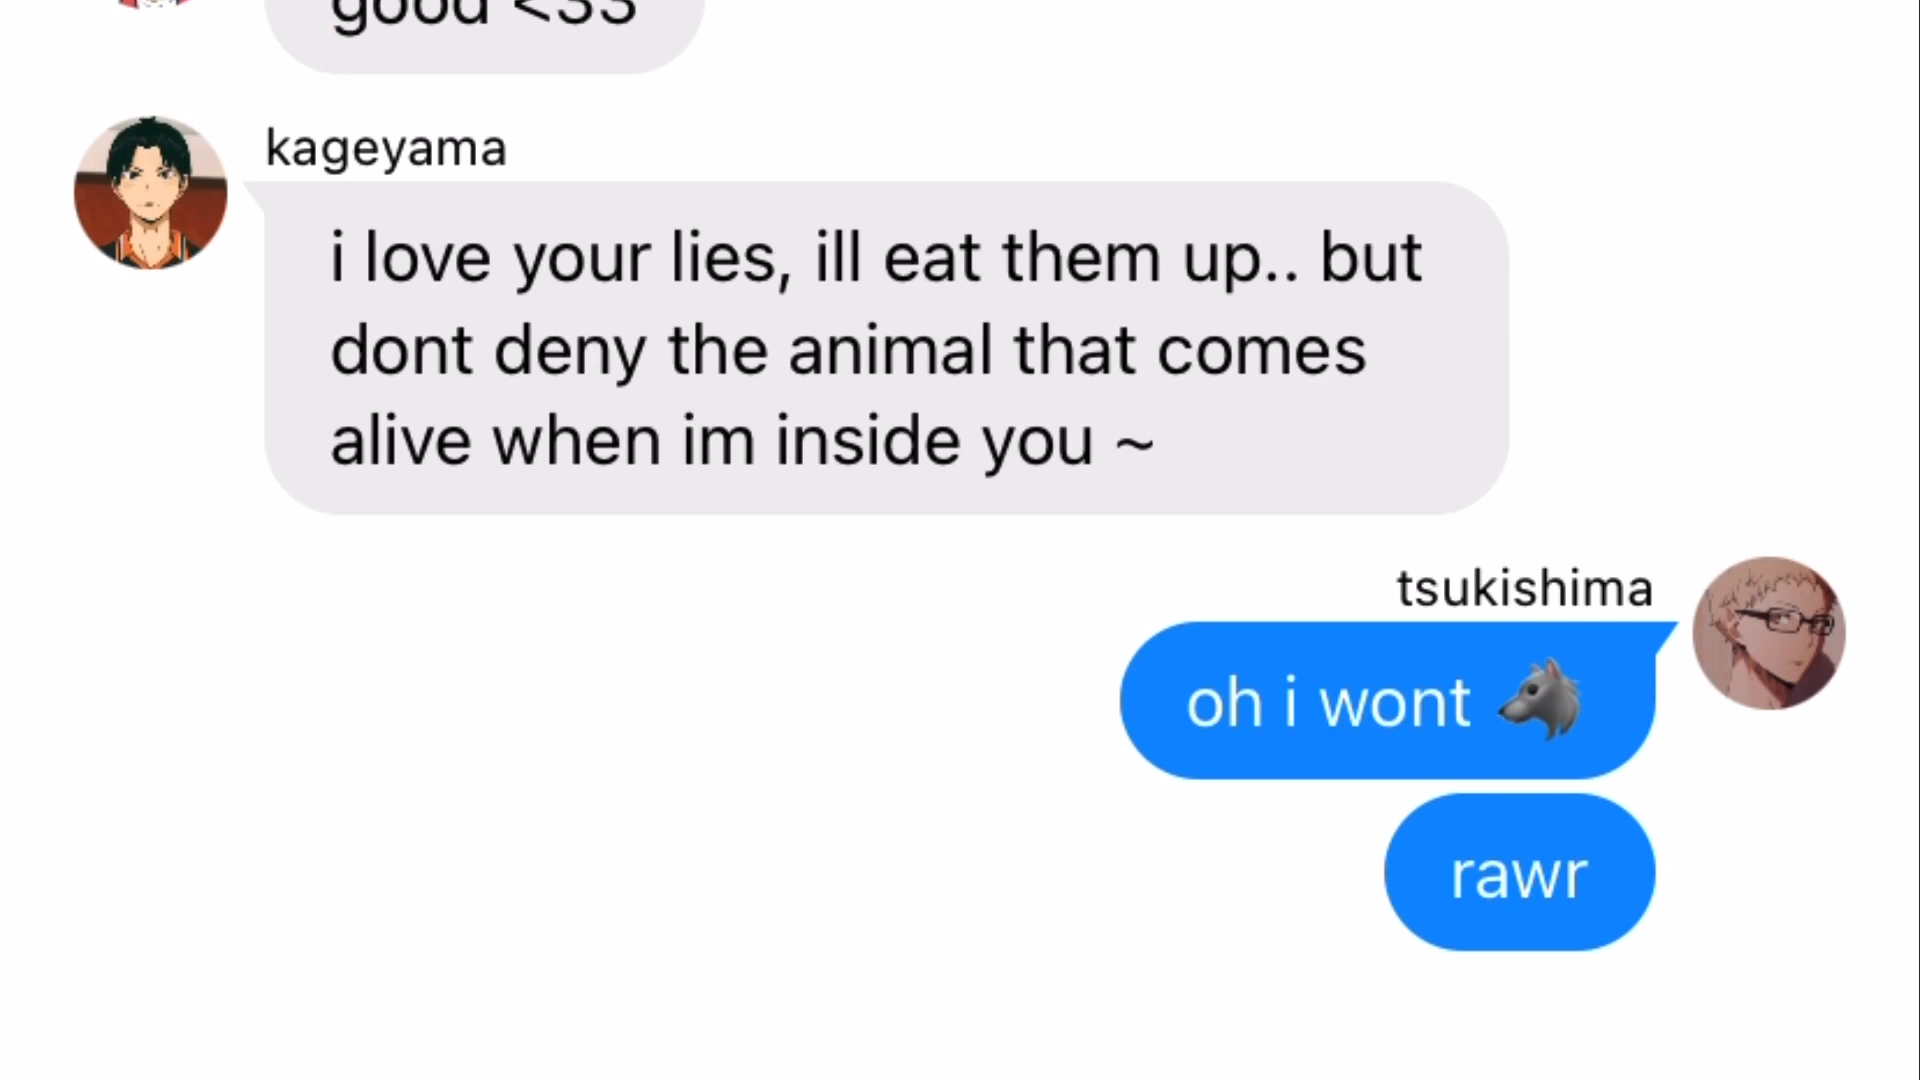 good <33
kageyama
i love your lies, ill eat them up.. but
dont deny the animal that comes
alive when im inside you ~
tsukishima
oh i wont 🐺
rawr